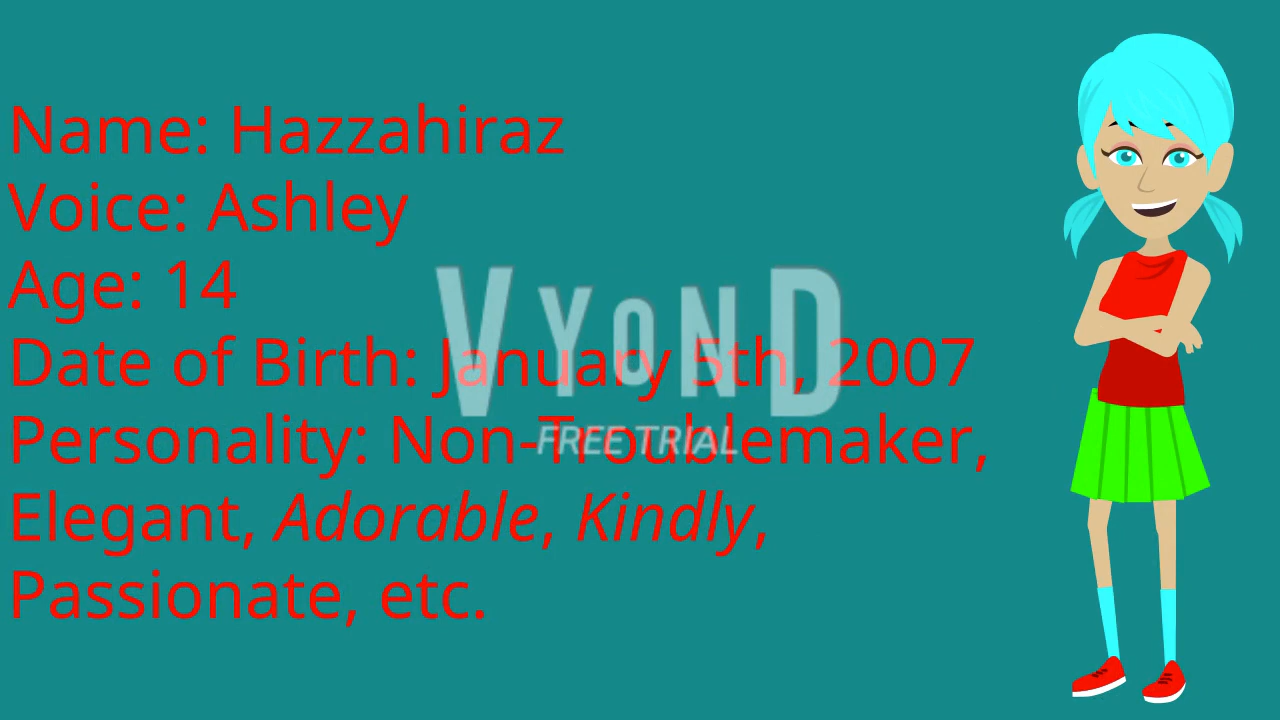 Name: Hazzahiraz
Voice: Ashley
Age: 14
Date of Birth: January 5th, 2007
Personality: Non-Troublemaker,
Elegant, Adorable, Kindly,
Passionate, etc.
VYOND
FREE TRIAL